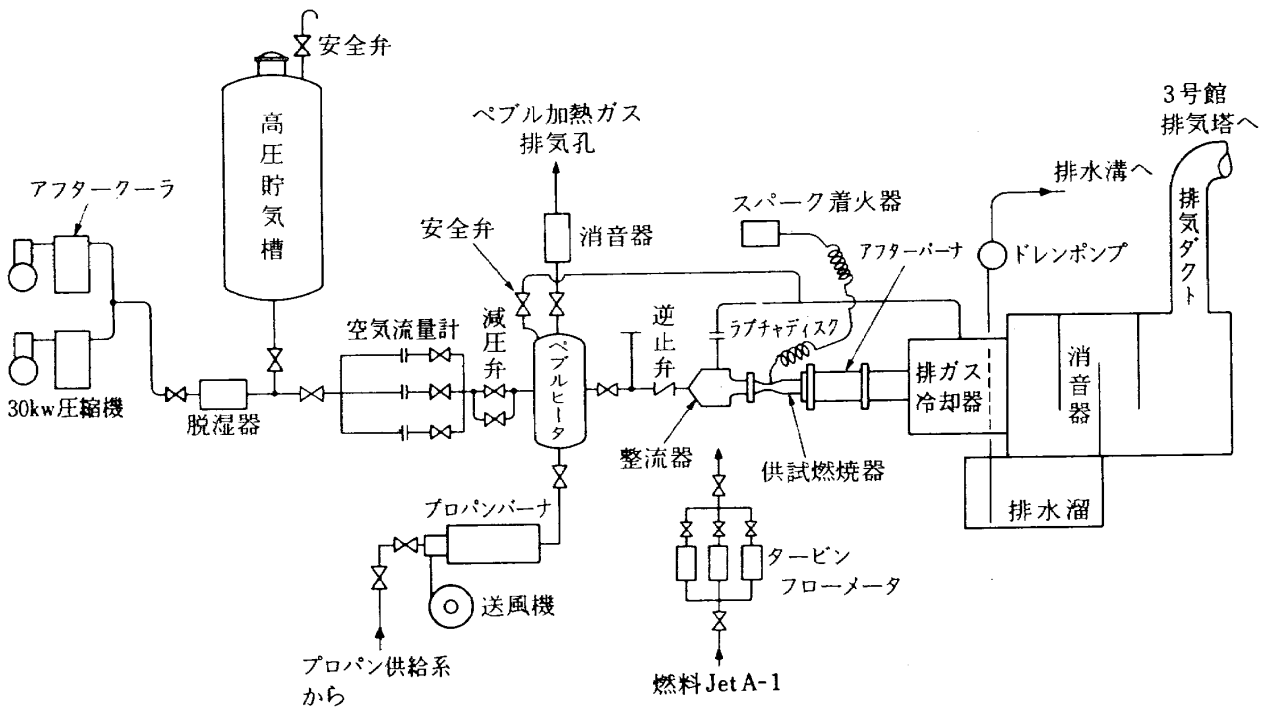 安全弁
高圧貯気槽
アフタークーラ
30kw圧縮機
脱湿器
空気流量計
減圧弁
ペブル加熱ガス
排気孔
消音器
安全弁
ペブルヒータ
逆止弁
整流器
プロパンバーナ
送風機
プロパン供給系
から
スパーク着火器
アフターバーナ
ラプチャディスク
供試燃焼器
タービン
フローメータ
燃料JetA-1
排ガス
冷却器
排水溜
ドレンポンプ
排水溝へ
消音器
排気ダクト
3号館
排気塔へ